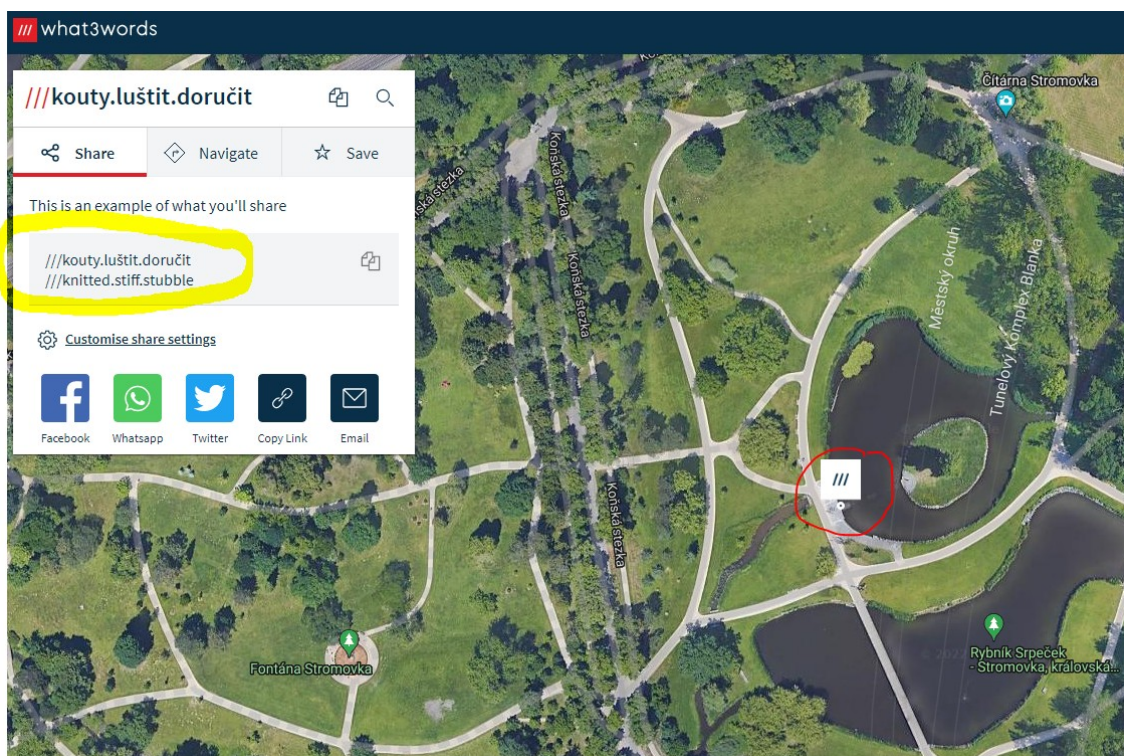 /// what3words
///kouty.luštit.doručit
Share
Navigate
Save
This is an example of what you'll share
///kouty.luštit.doručit
///knitted.stiff.stubble
Customise share settings
Facebook
Whatsapp
Twitter
Copy Link
Email
Čítárna Stromovka
Koňská stezka
Koňská stezka
Koňská stezka
Městský okruh
Tunelový Komplex Blanka
///
Fontána Stromovka
Rybník Srpeček
- Stromovka, královská...